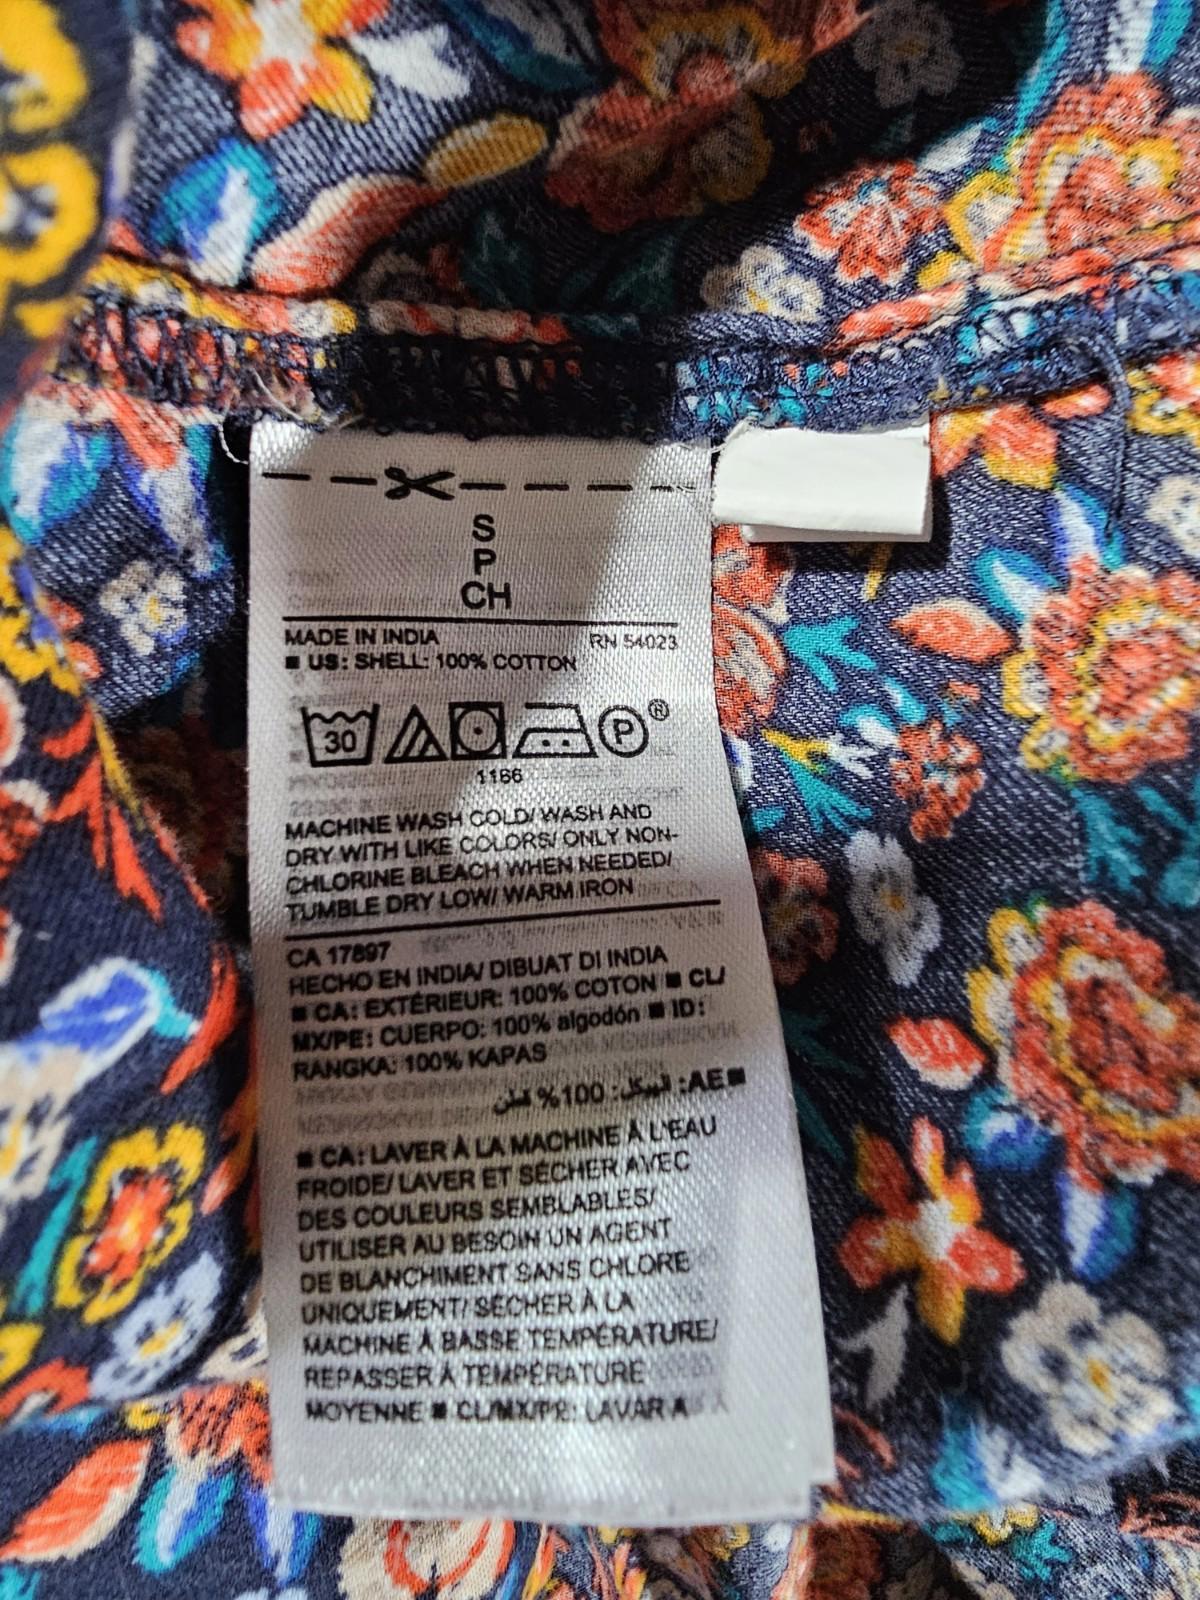 S
P
CH
MADE IN INDIA RN 54023
■ US: SHELL: 100% COTTON
30 P ®
1166
MACHINE WASH COLD/ WASH AND
DRY WITH LIKE COLORS/ ONLY NON-
CHLORINE BLEACH WHEN NEEDED/
TUMBLE DRY LOW/ WARM IRON
CA 17897
HECHO EN INDIA/ DIBUAT DI INDIA
■ CA: EXTÉRIEUR: 100% COTON ■ CL/
MX/PE: CUERPO: 100% algodón ■ ID:
RANGKA: 100% KAPAS
■AE: الهيكل: 100% قطن
■ CA: LAVER À LA MACHINE À L'EAU
FROIDE/ LAVER ET SÉCHER AVEC
DES COULEURS SEMBLABLES/
UTILISER AU BESOIN UN AGENT
DE BLANCHIMENT SANS CHLORE
UNIQUEMENT/ SÉCHER À LA
MACHINE À BASSE TEMPÉRATURE/
REPASSER À TEMPÉRATURE
MOYENNE ■ CL/MX/PE: LAVAR A